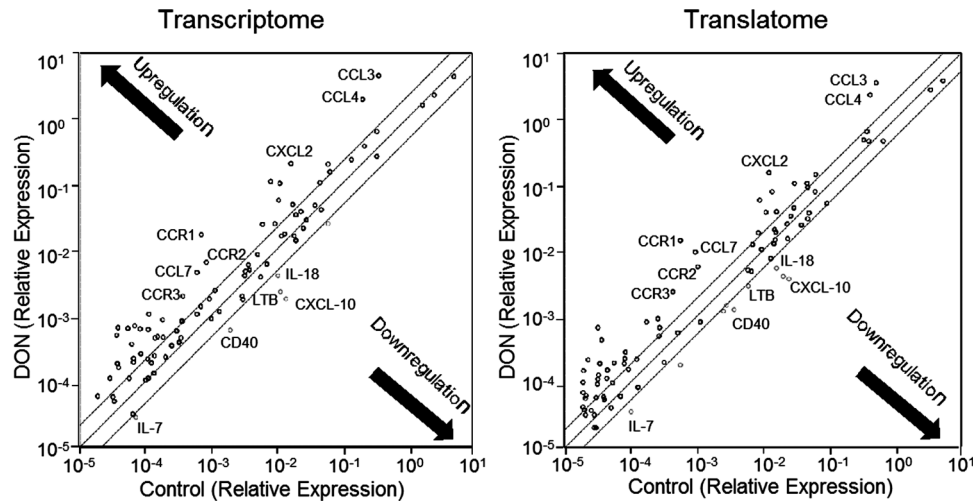 Transcriptome
Upregulation
Downregulation
CCL3
CCL4
CXCL2
CCR1
CCR2
CCL7
CCR3
IL-18
LTB
CXCL-10
CD40
IL-7
DON (Relative Expression)
10¹
10⁰
10⁻¹
10⁻²
10⁻³
10⁻⁴
10⁻⁵
10⁻⁵ 10⁻⁴ 10⁻³ 10⁻² 10⁻¹ 10¹
Control (Relative Expression)
Translatome
Upregulation
Downregulation
CCL3
CCL4
CXCL2
CCR1
CCL7
CCR2
CCR3
IL-18
LTB
CXCL-10
CD40
IL-7
DON (Relative Expression)
10¹
10⁰
10⁻¹
10⁻²
10⁻³
10⁻⁴
10⁻⁵
10⁻⁵ 10⁻⁴ 10⁻³ 10⁻² 10⁻¹ 10⁰ 10¹
Control (Relative Expression)